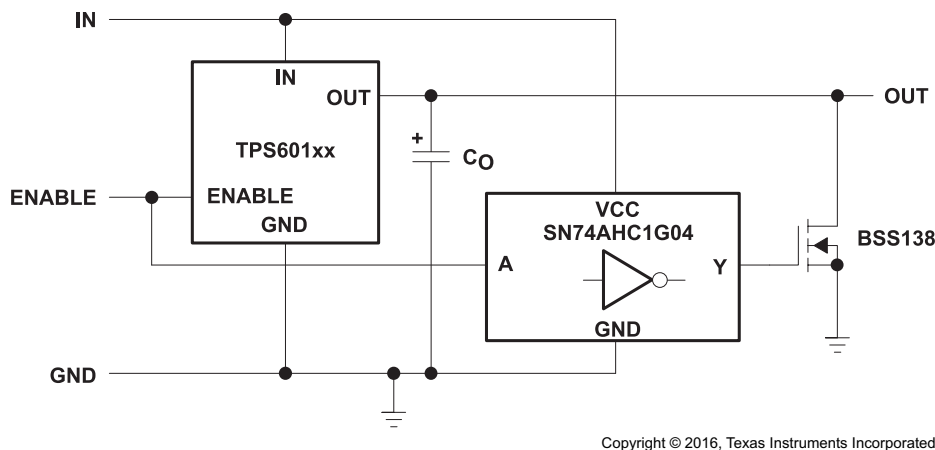 IN
IN
OUT
OUT
TPS601xx
+
CO
ENABLE
ENABLE
GND
VCC
SN74AHC1G04
BSS138
A
Y
GND
GND
Copyright © 2016, Texas Instruments Incorporated